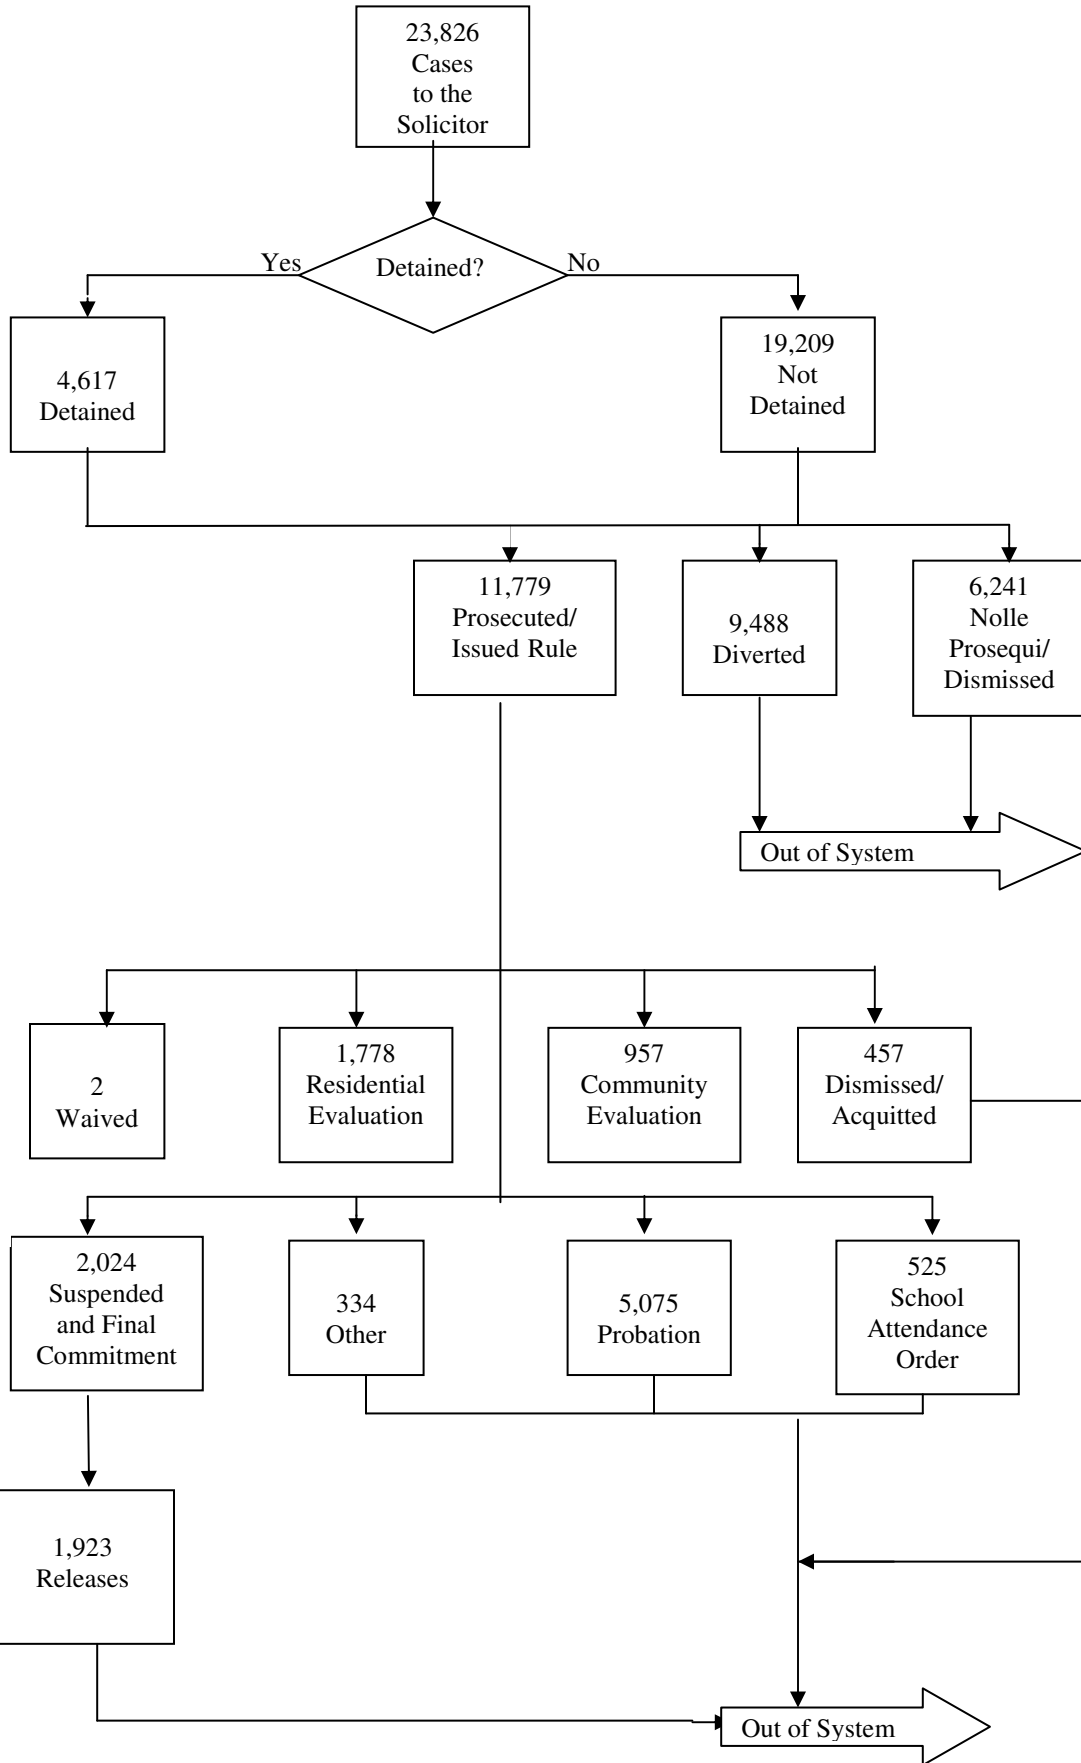 23,826
Cases
to the
Solicitor
Yes
Detained?
No
4,617
Detained
19,209
Not
Detained
11,779
Prosecuted/
Issued Rule
9,488
Diverted
6,241
Nolle
Prosequi/
Dismissed
Out of System
2
Waived
1,778
Residential
Evaluation
957
Community
Evaluation
457
Dismissed/
Acquitted
2,024
Suspended
and Final
Commitment
334
Other
5,075
Probation
525
School
Attendance
Order
1,923
Releases
Out of System